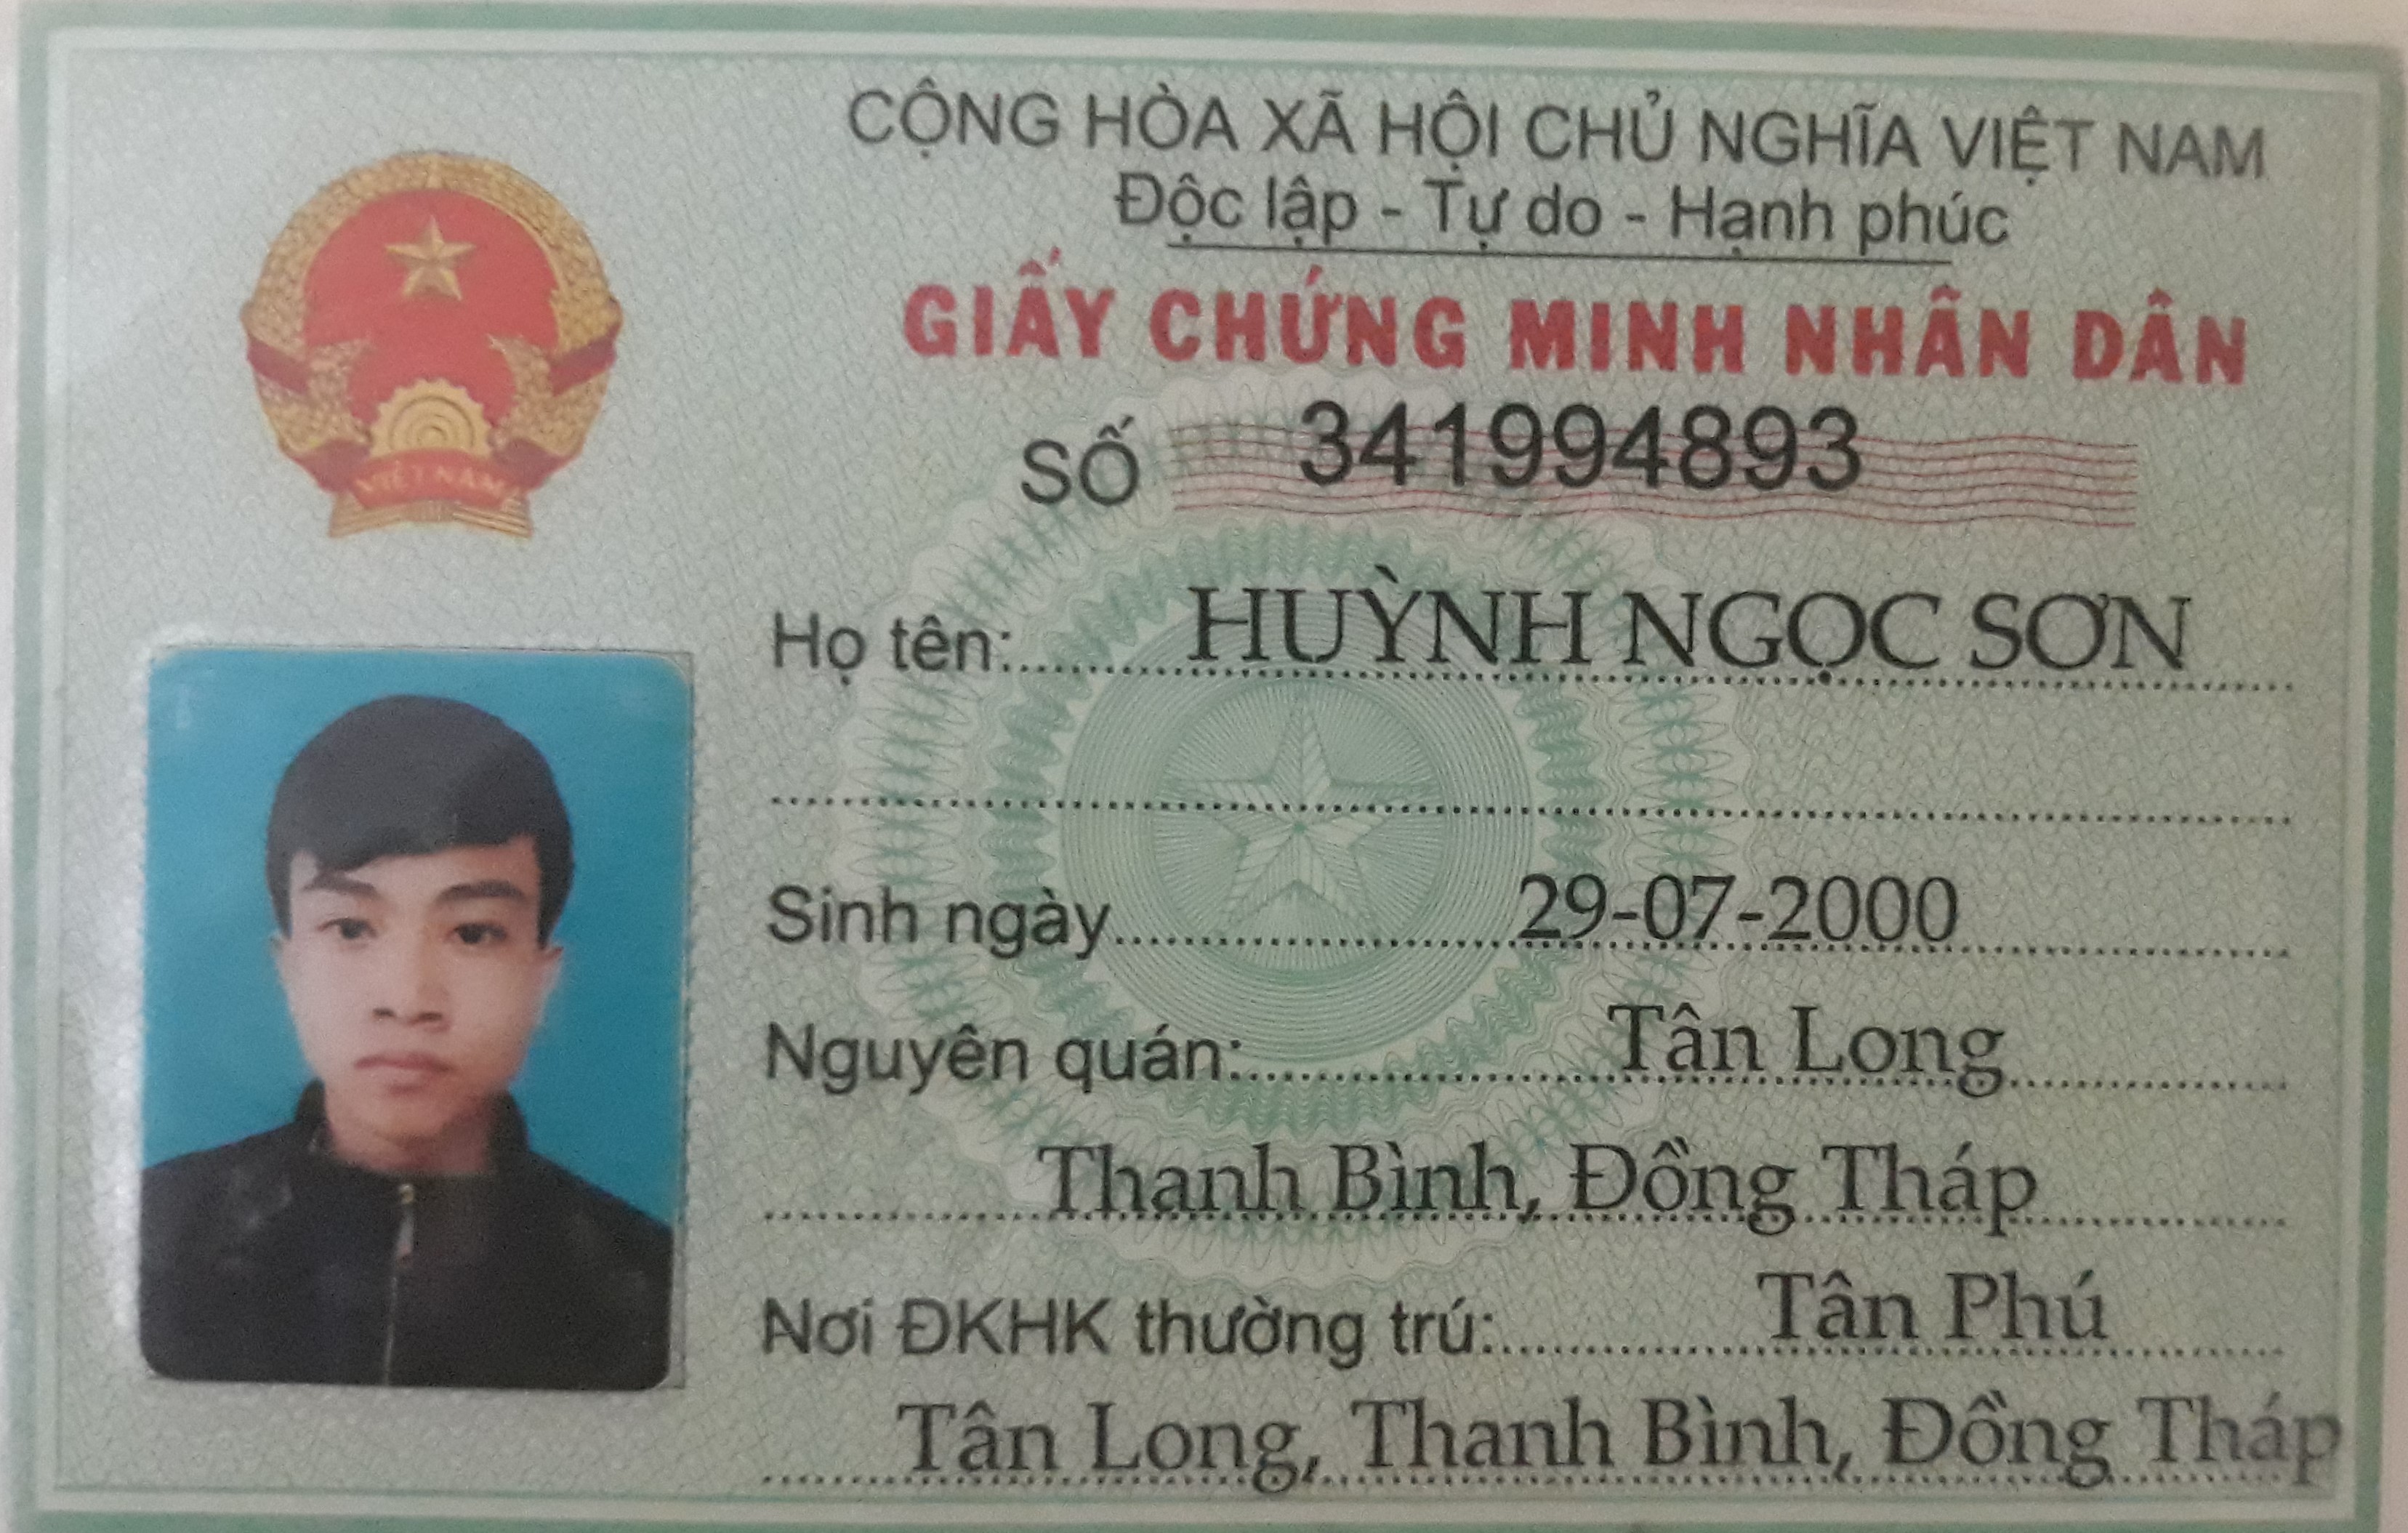 CỘNG HÒA XÃ HỘI CHỦ NGHĨA VIỆT NAM
Độc lập - Tự do - Hạnh phúc
GIẤY CHỨNG MINH NHÂN DÂN
SỐ 341994893
VIỆT NAM
Họ tên: HUỲNH NGỌC SƠN
Sinh ngày 29-07-2000
Nguyên quán: Tân Long
Thanh Bình, Đồng Tháp
Nơi ĐKHK thường trú: Tân Phú
Tân Long, Thanh Bình, Đồng Tháp